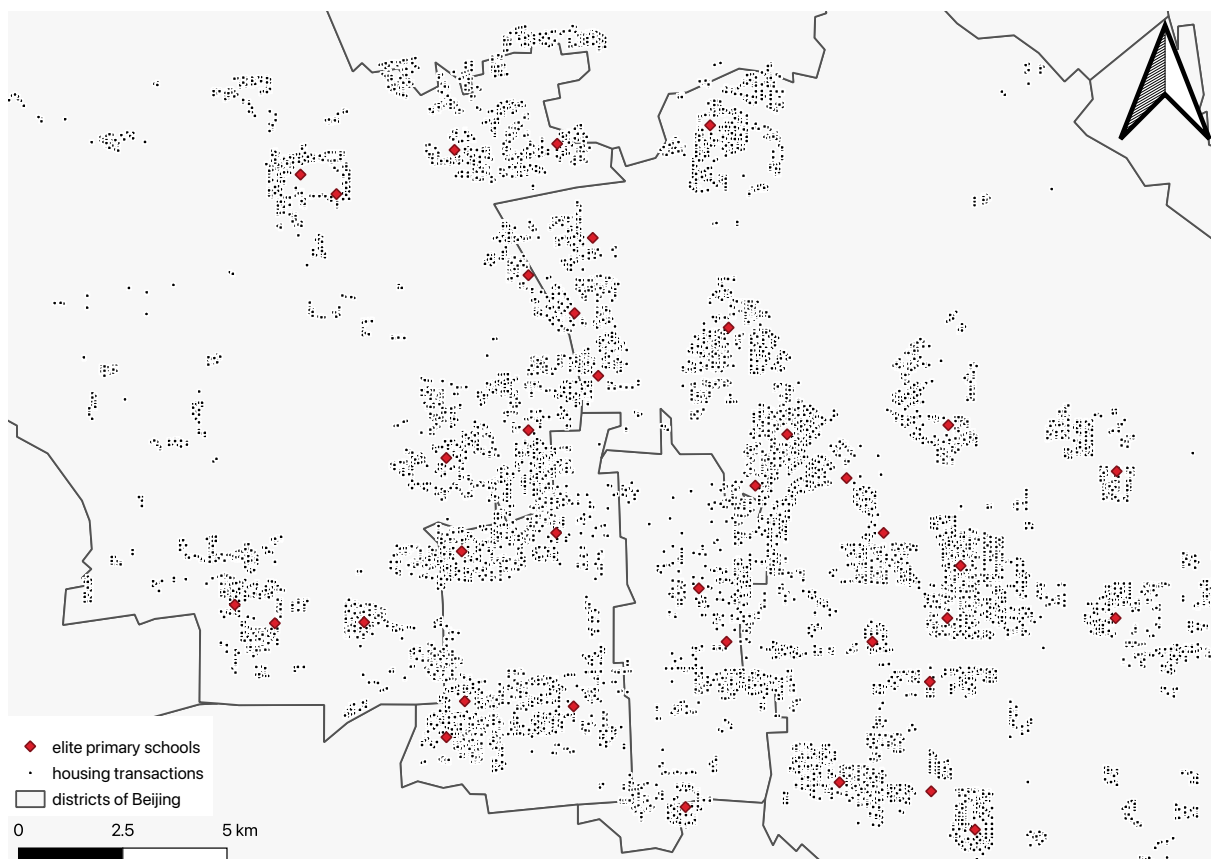 elite primary schools
housing transactions
districts of Beijing
0 2.5 5 km